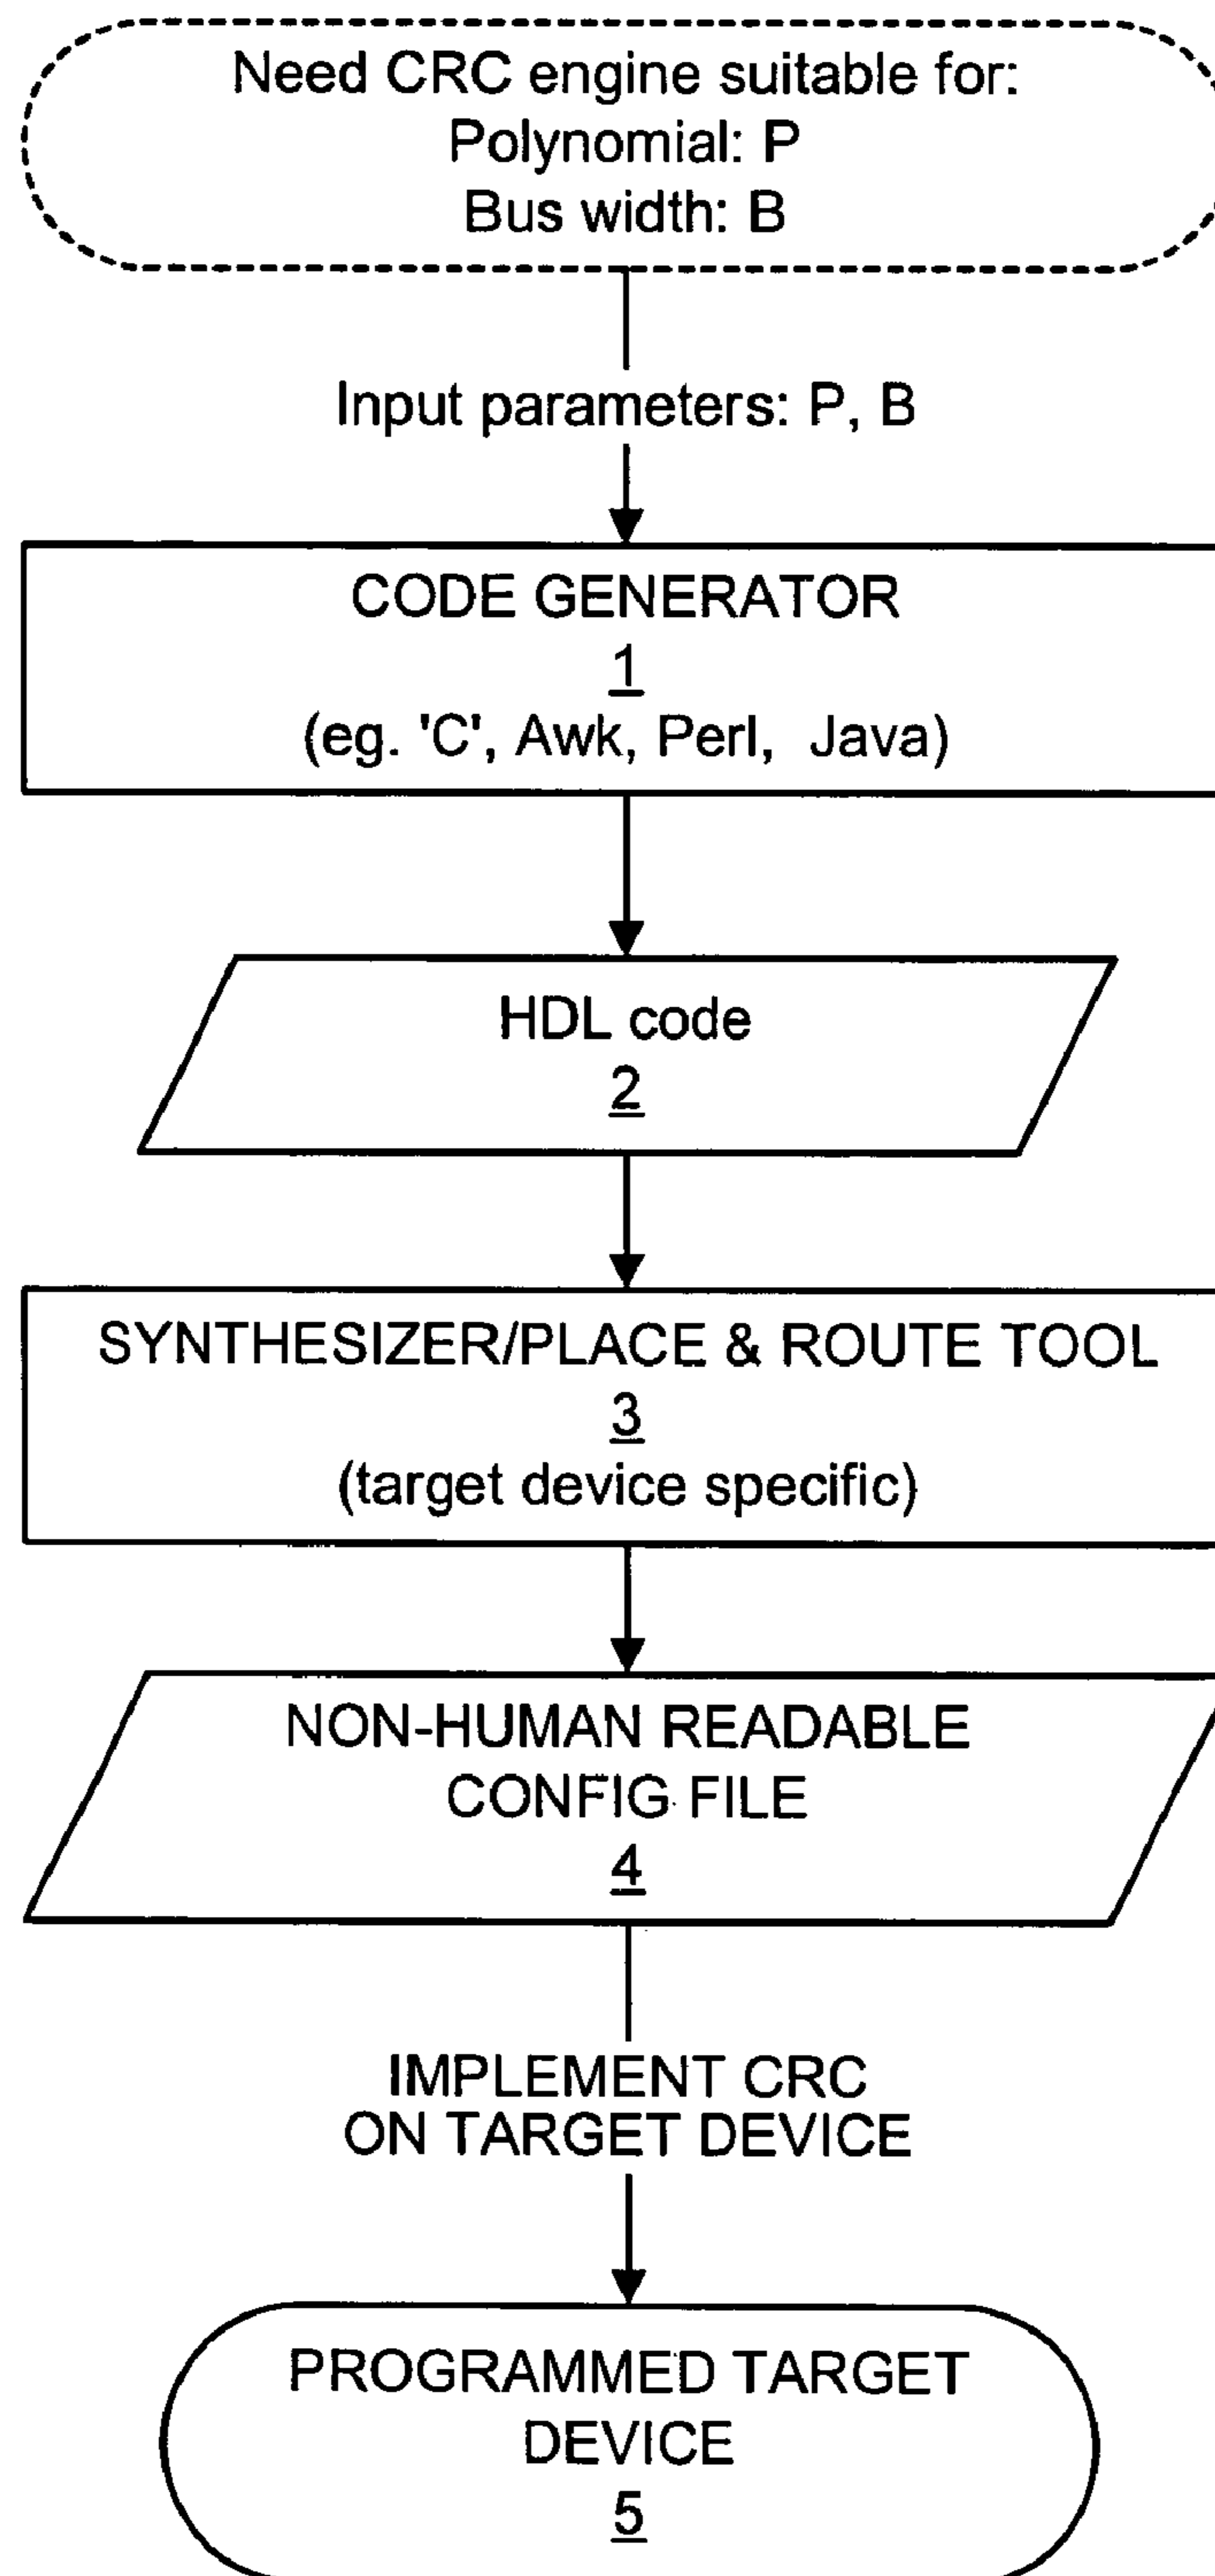 Need CRC engine suitable for:
Polynomial: P
Bus width: B
Input parameters: P, B
CODE GENERATOR
1
(eg. 'C', Awk, Perl, Java)
HDL code
2
SYNTHESIZER/PLACE & ROUTE TOOL
3
(target device specific)
NON-HUMAN READABLE
CONFIG FILE
4
IMPLEMENT CRC
ON TARGET DEVICE
PROGRAMMED TARGET
DEVICE
5